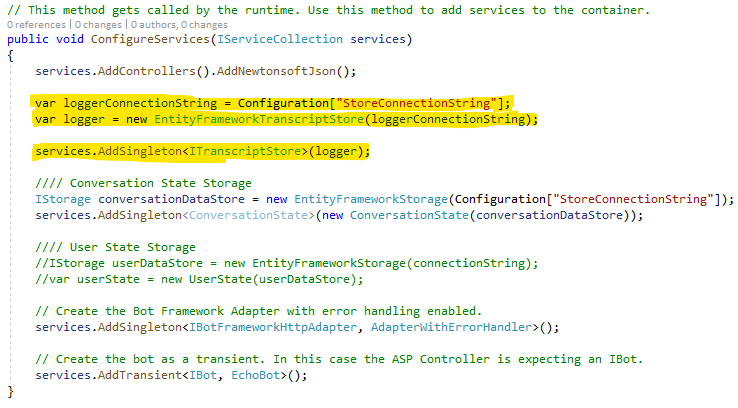 // This method gets called by the runtime. Use this method to add services to the container.
0 references | 0 changes | 0 authors, 0 changes
public void ConfigureServices(IServiceCollection services)
{
services.AddControllers().AddNewtonsoftJson();
var loggerConnectionString = Configuration["StoreConnectionString"];
var logger = new EntityFrameworkTranscriptStore(loggerConnectionString);
services.AddSingleton<ITranscriptStore>(logger);
//// Conversation State Storage
IStorage conversationDataStore = new EntityFrameworkStorage(Configuration["StoreConnectionString"]);
services.AddSingleton<ConversationState>(new ConversationState(conversationDataStore));
//// User State Storage
//IStorage userDataStore = new EntityFrameworkStorage(connectionString);
//var userState = new UserState(userDataStore);
// Create the Bot Framework Adapter with error handling enabled.
services.AddSingleton<IBotFrameworkHttpAdapter, AdapterWithErrorHandler>();
// Create the bot as a transient. In this case the ASP Controller is expecting an IBot.
services.AddTransient<IBot, EchoBot>();
}